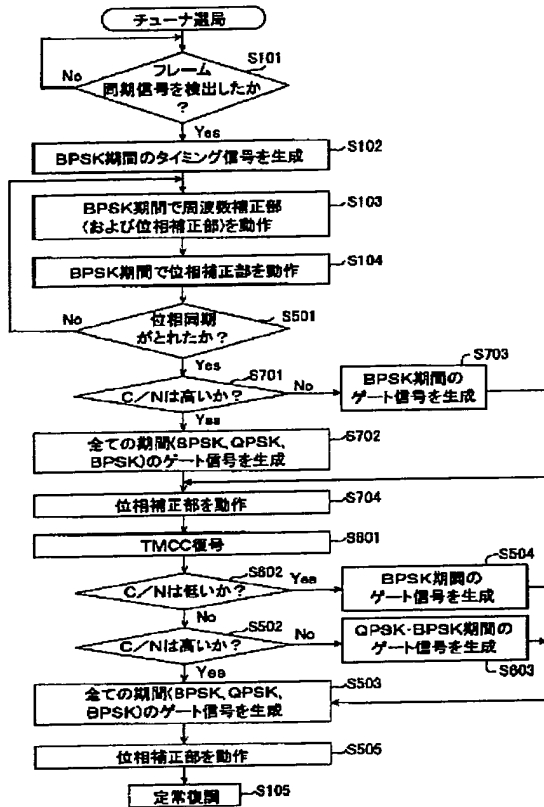 チューナ選局
S101
フレーム
同期信号を検出したか
?
No
Yes
S102
BPSK期間のタイミング信号を生成
S103
BPSK期間で周波数補正部
(および位相補正部)を動作
S104
BPSK期間で位相補正部を動作
S501
位相同期
がとれたか?
No
Yes
S701
C/Nは高いか?
No
Yes
S703
BPSK期間の
ゲート信号を生成
全ての期間(BPSK、QPSK、
BPSK)のゲート信号を生成
S702
位相補正部を動作
S704
TMCC復号
S601
S602
C/Nは低いか?
Yes
No
S504
BPSK期間の
ゲート信号を生成
S502
C/Nは高いか?
No
Yes
QPSK・BPSK期間の
ゲート信号を生成
S603
S503
全ての期間(BPSK、QPSK、
BPSK)のゲート信号を生成
位相補正部を動作
S505
定常復調
S105